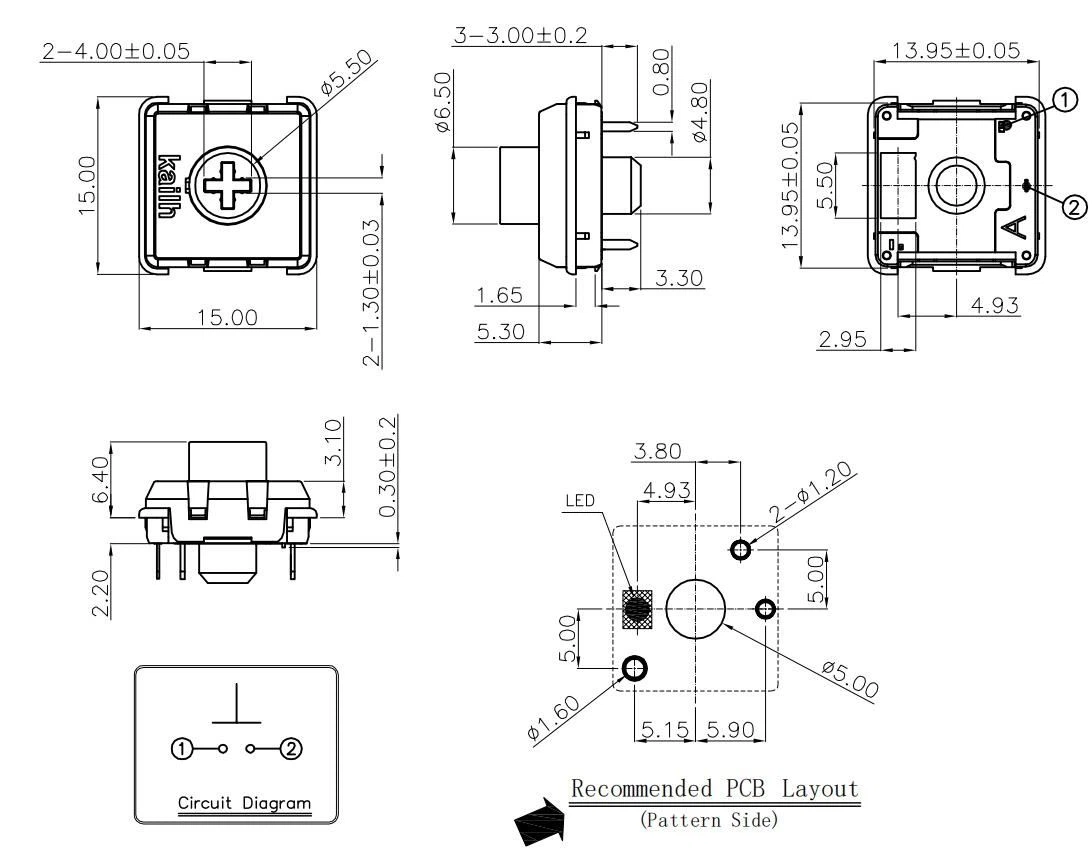 2-4.00±0.05
ø5.50
15.00
kailh
15.00
2-1.30±0.03
3-3.00±0.2
ø6.50
0.80
ø4.80
1.65
3.30
5.30
13.95±0.05
1
13.95±0.05
5.50
2
A
4.93
2.95
6.40
3.10
0.30±0.2
2.20
3.80
4.93
LED
2-ø1.20
5.00
5.00
ø1.60
ø5.00
5.15
5.90
1
2
Circuit Diagram
Recommended PCB Layout
(Pattern Side)